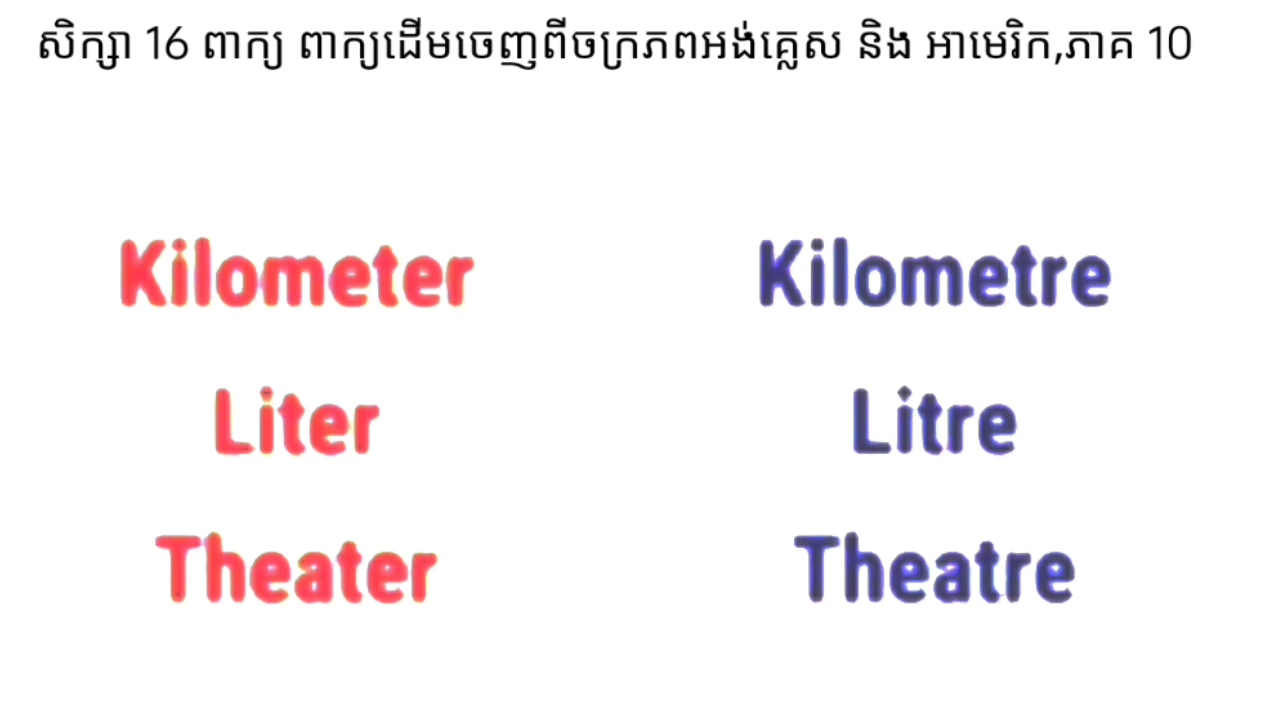 សិក្សា 16 ពាក្យ ពាក្យដើមចេញពីចក្រភពអង់គ្លេស និង អាមេរិក,ភាគ 10
Kilometer Kilometre
Liter Litre
Theater Theatre